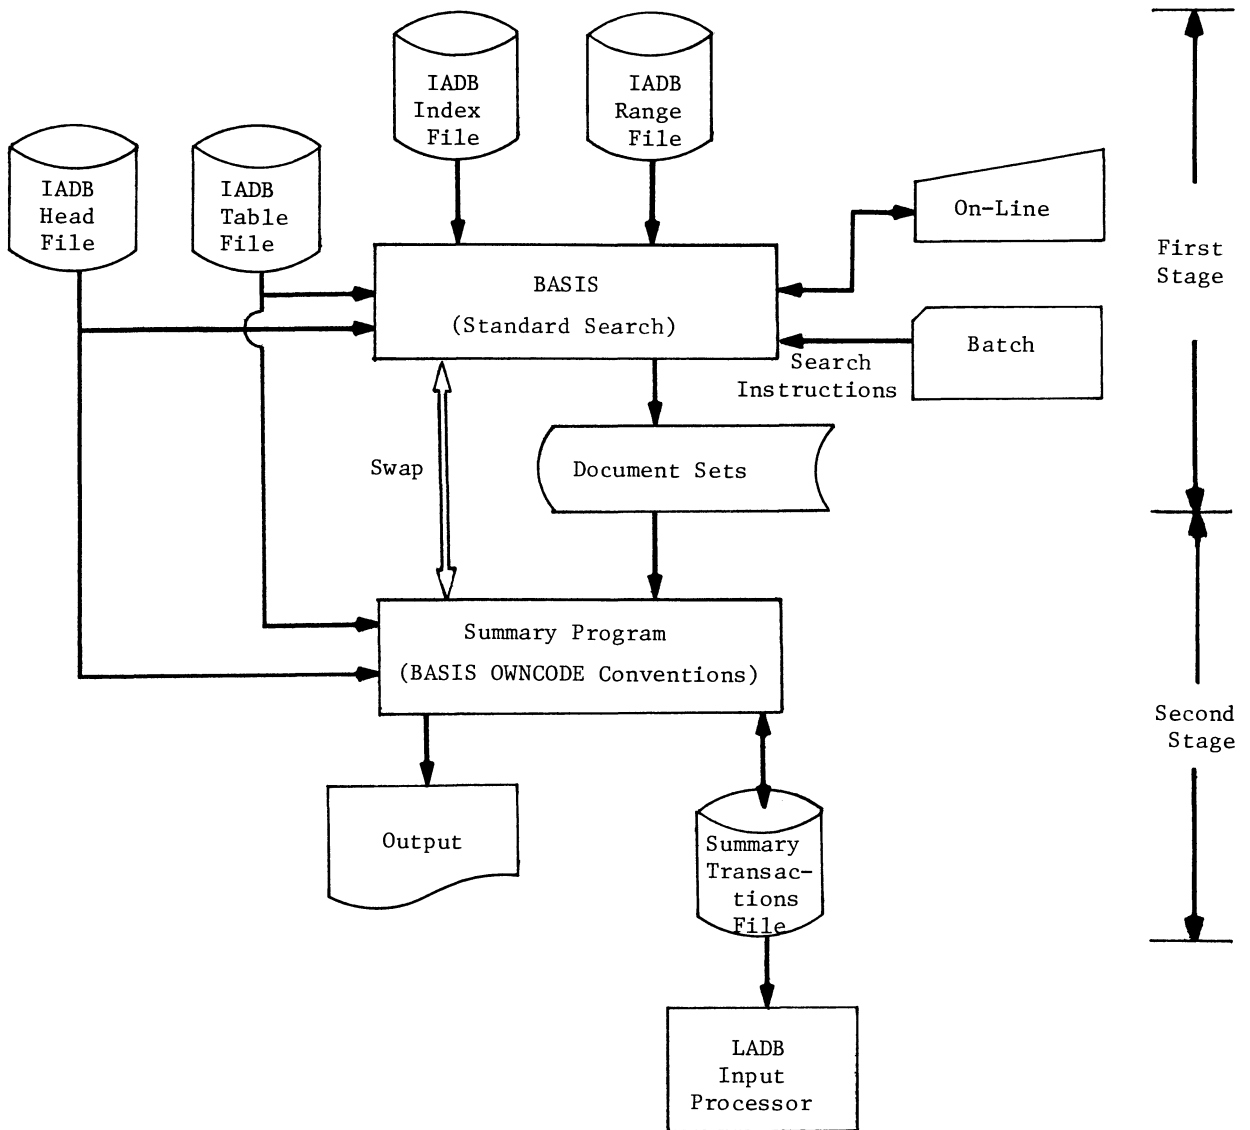 IADB
Index
File
IADB
Range
File
IADB
Head
File
IADB
Table
File
On-Line
First
Stage
BASIS
(Standard Search)
Batch
Search
Instructions
Swap
Document Sets
Summary Program
(BASIS OWNCODE Conventions)
Second
Stage
Output
Summary
Transac-
tions
File
LADB
Input
Processor